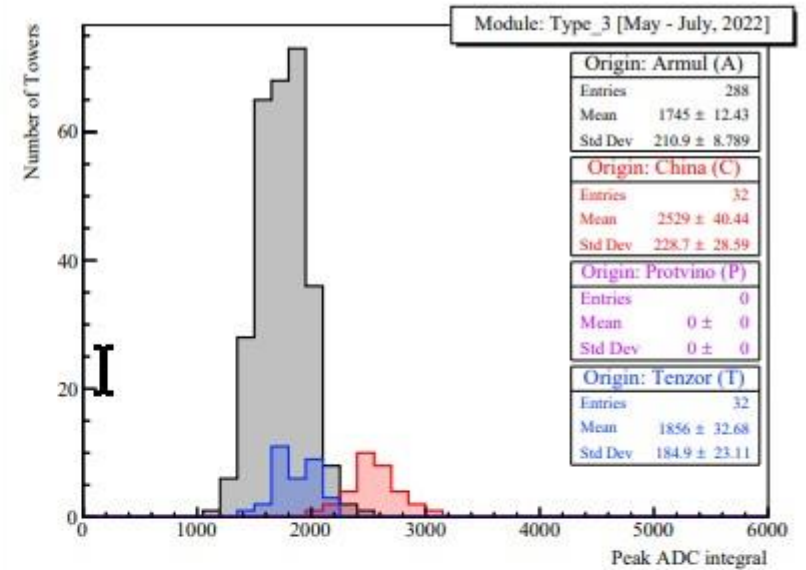 Module: Type_3 [May - July, 2022]
Number of Towers
Origin: Armul (A)
Entries 288
Mean 1745 ± 12.43
Std Dev 210.9 ± 8.789
Origin: China (C)
Entries 32
Mean 2529 ± 40.44
Std Dev 228.7 ± 28.59
Origin: Protvino (P)
Entries 0
Mean 0 ± 0
Std Dev 0 ± 0
Origin: Tenzor (T)
Entries 32
Mean 1856 ± 32.68
Std Dev 184.9 ± 23.11
60
40
20
0
0 1000 2000 3000 4000 5000 6000
Peak ADC integral